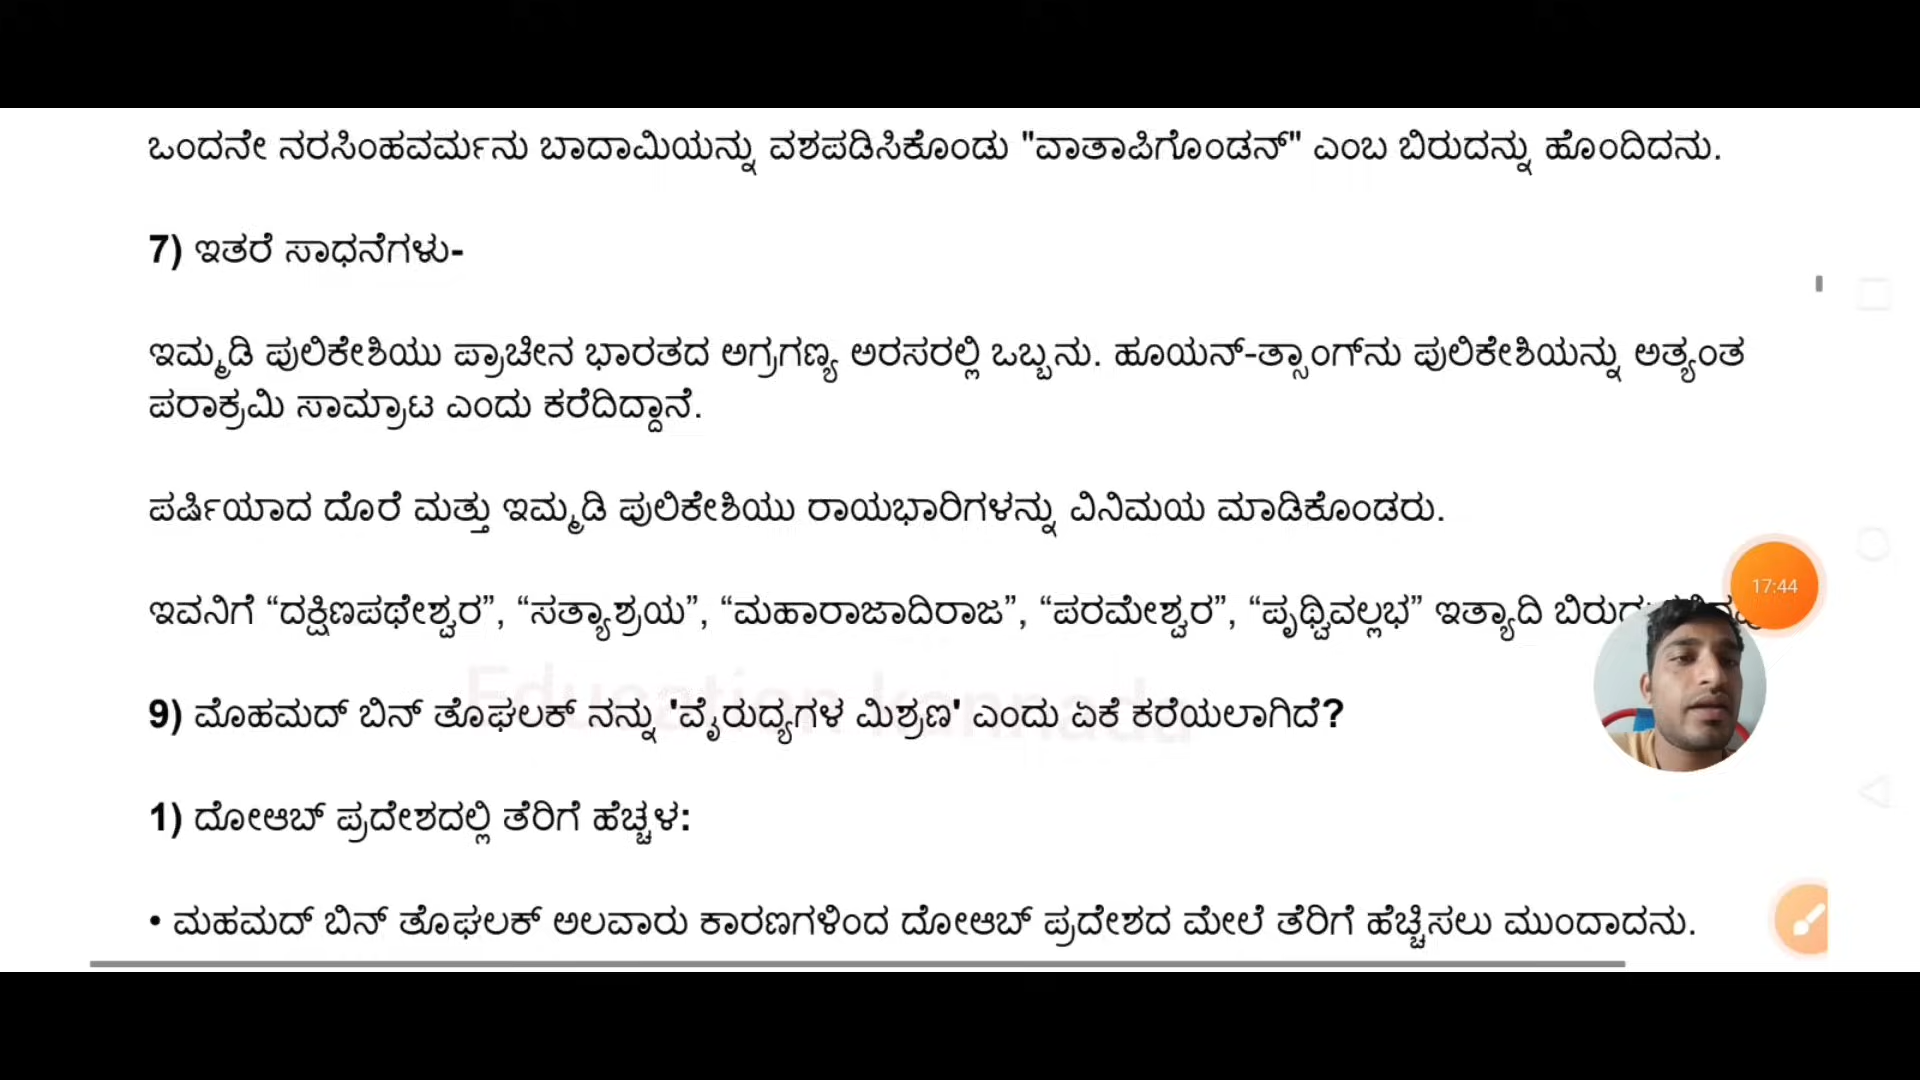 ಒಂದನೇ ನರಸಿಂಹವರ್ಮನು ಬಾದಾಮಿಯನ್ನು ವಶಪಡಿಸಿಕೊಂಡು "ವಾತಾಪಿಗೊಂಡನ್" ಎಂಬ ಬಿರುದನ್ನು ಹೊಂದಿದನು.
7) ಇತರೆ ಸಾಧನೆಗಳು-
ಇಮ್ಮಡಿ ಪುಲಿಕೇಶಿಯು ಪ್ರಾಚೀನ ಭಾರತದ ಅಗ್ರಗಣ್ಯ ಅರಸರಲ್ಲಿ ಒಬ್ಬನು. ಹೂಯನ್-ತ್ಸಾಂಗ್‌ನು ಪುಲಿಕೇಶಿಯನ್ನು ಅತ್ಯಂತ
ಪರಾಕ್ರಮಿ ಸಾಮ್ರಾಟ ಎಂದು ಕರೆದಿದ್ದಾನೆ.
ಪರ್ಷಿಯಾದ ದೊರೆ ಮತ್ತು ಇಮ್ಮಡಿ ಪುಲಿಕೇಶಿಯು ರಾಯಭಾರಿಗಳನ್ನು ವಿನಿಮಯ ಮಾಡಿಕೊಂಡರು.
17:44
ಇವನಿಗೆ “ದಕ್ಷಿಣಪಥೇಶ್ವರ”, “ಸತ್ಯಾಶ್ರಯ”, “ಮಹಾರಾಜಾದಿರಾಜ”, “ಪರಮೇಶ್ವರ”, “ಪೃಥ್ವಿವಲ್ಲಭ” ಇತ್ಯಾದಿ
Education kannada
9) ಮೊಹಮದ್ ಬಿನ್ ತೊಘಲಕ್ ನನ್ನು 'ವೈರುದ್ಯಗಳ ಮಿಶ್ರಣ' ಎಂದು ಏಕೆ ಕರೆಯಲಾಗಿದೆ?
1) ದೋಆಬ್ ಪ್ರದೇಶದಲ್ಲಿ ತೆರಿಗೆ ಹೆಚ್ಚಳ:
• ಮಹಮದ್ ಬಿನ್ ತೊಘಲಕ್ ಅಲವಾರು ಕಾರಣಗಳಿಂದ ದೋಆಬ್ ಪ್ರದೇಶದ ಮೇಲೆ ತೆರಿಗೆ ಹೆಚ್ಚಿಸಲು ಮುಂದಾದನು.